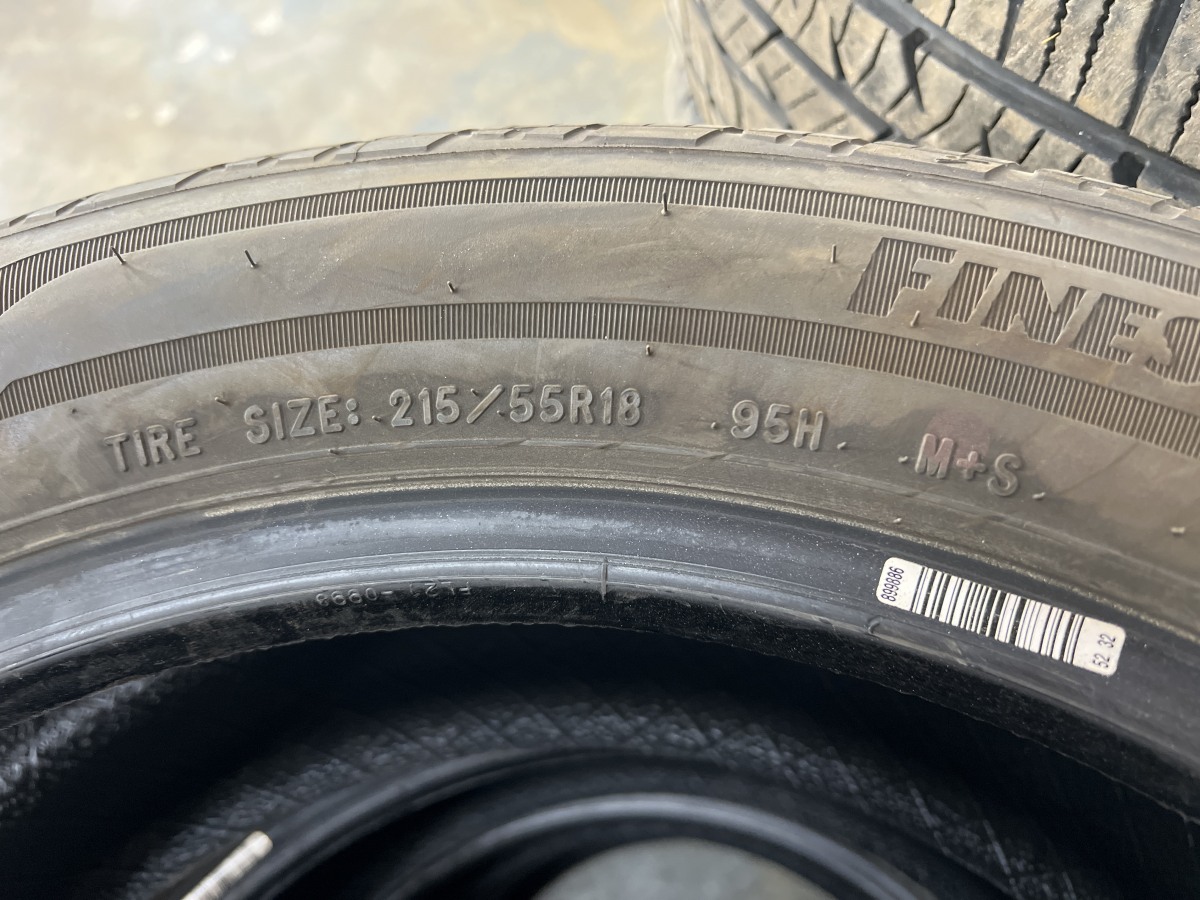 FINES
TIRE SIZE: 215/55R18 95H M+S
899886
52 32